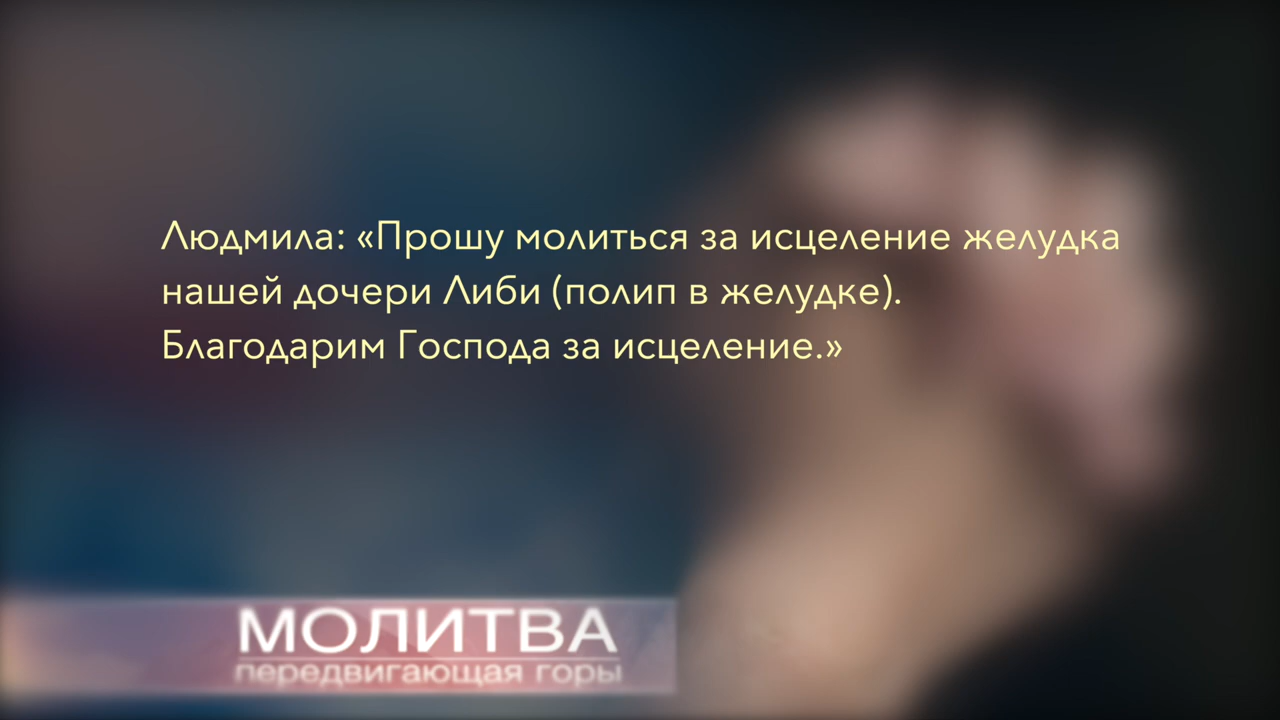 Людмила: «Прошу молиться за исцеление желудка
нашей дочери Либи (полип в желудке).
Благодарим Господа за исцеление.»
МОЛИТВА
передвигающая горы